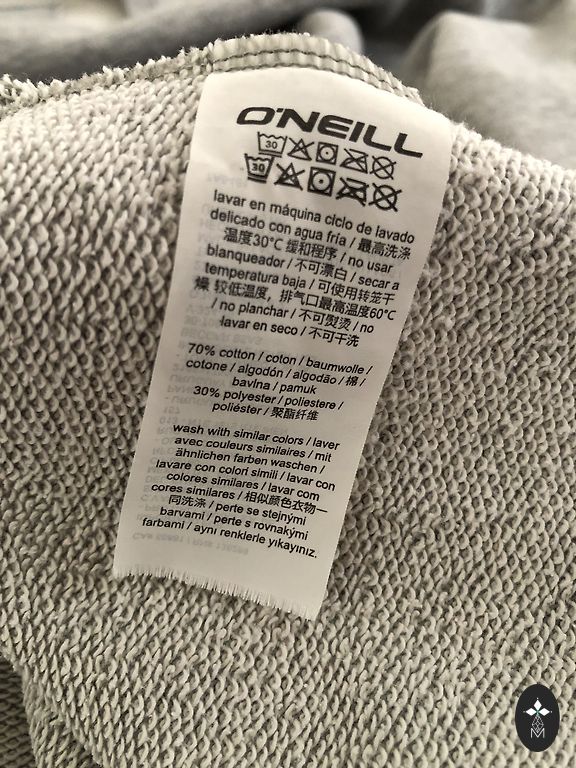 O'NEILL
30
30
lavar en máquina ciclo de lavado
delicado con agua fría / 最高洗涤
温度30℃ 缓和程序 / no usar
blanqueador / 不可漂白 / secar a
temperatura baja / 可使用转笼干
燥 较低温度，排气口最高温度60℃
/ no planchar / 不可熨烫 / no
lavar en seco / 不可干洗
70% cotton / coton / baumwolle /
cotone / algodón / algodão / 棉 /
bavlna / pamuk
30% polyester / poliestere /
poliéster / 聚酯纤维
wash with similar colors / laver
avec couleurs similaires / mit
ähnlichen farben waschen /
lavare con colori simili / lavar con
colores similares / lavar com
cores similares / 相似颜色衣物一
同洗涤 / perte se stejnými
barvami / perte s rovnakými
farbami / aynı renklerle yıkayınız.
M